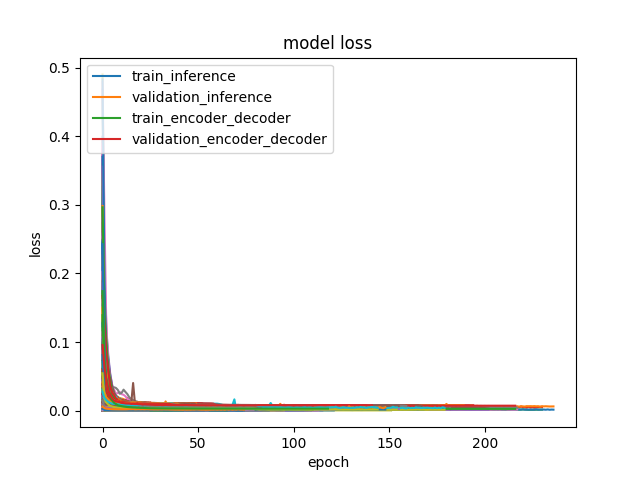 model loss
train_inference
validation_inference
train_encoder_decoder
validation_encoder_decoder
0.5
0.4
0.3
0.2
0.1
0.0
loss
0
50
100
150
200
epoch